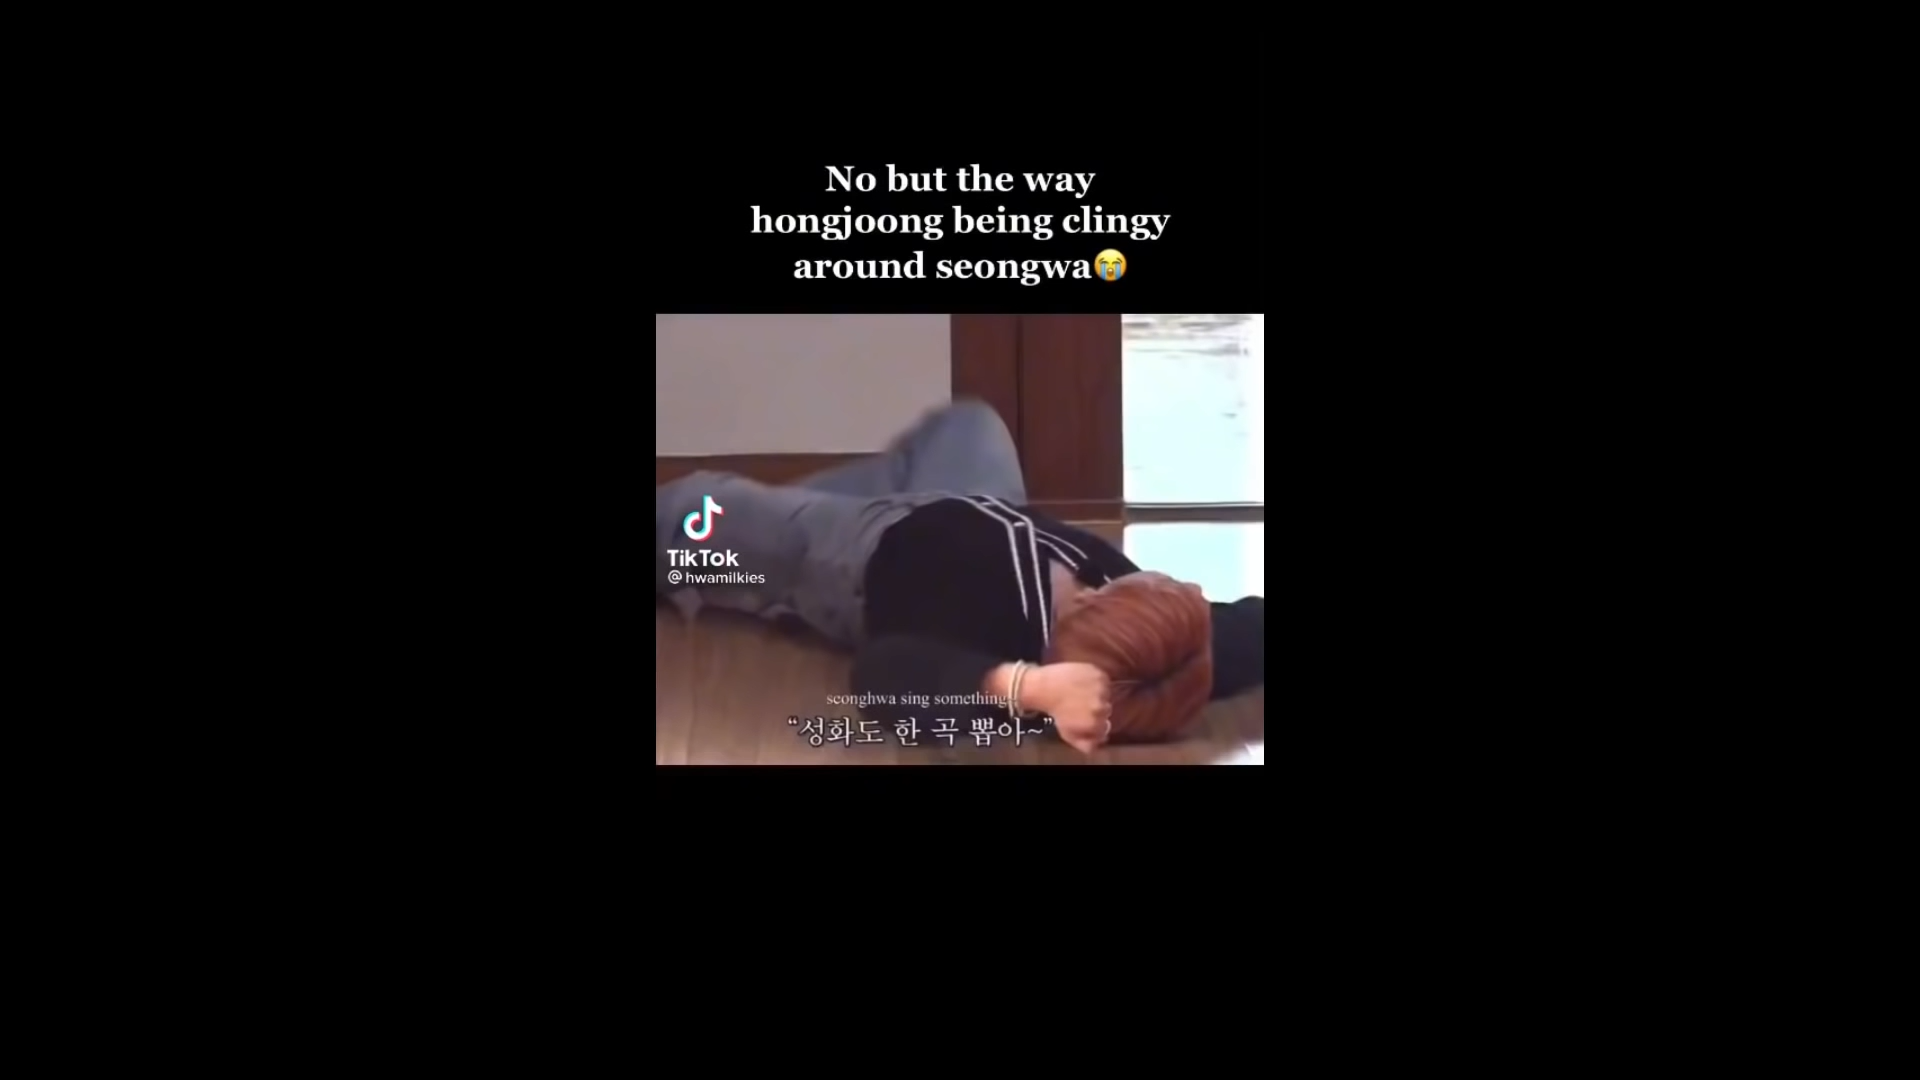 No but the way
hongjoong being clingy
around seongwa😭
TikTok
@hwamilkies
seonghwa sing something~
“성화도 한 곡 뽑아~”